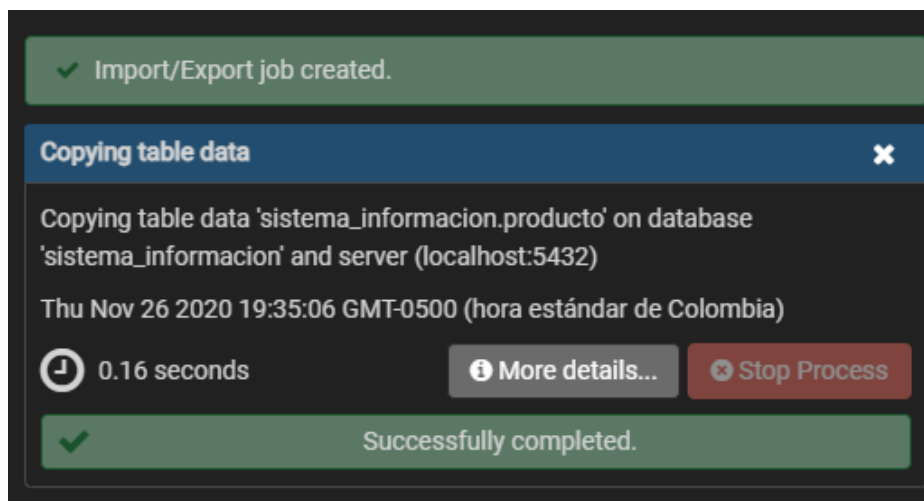 Import/Export job created.
Copying table data
Copying table data 'sistema_informacion.producto' on database
'sistema_informacion' and server (localhost:5432)
Thu Nov 26 2020 19:35:06 GMT-0500 (hora estándar de Colombia)
0.16 seconds More details... Stop Process
Successfully completed.